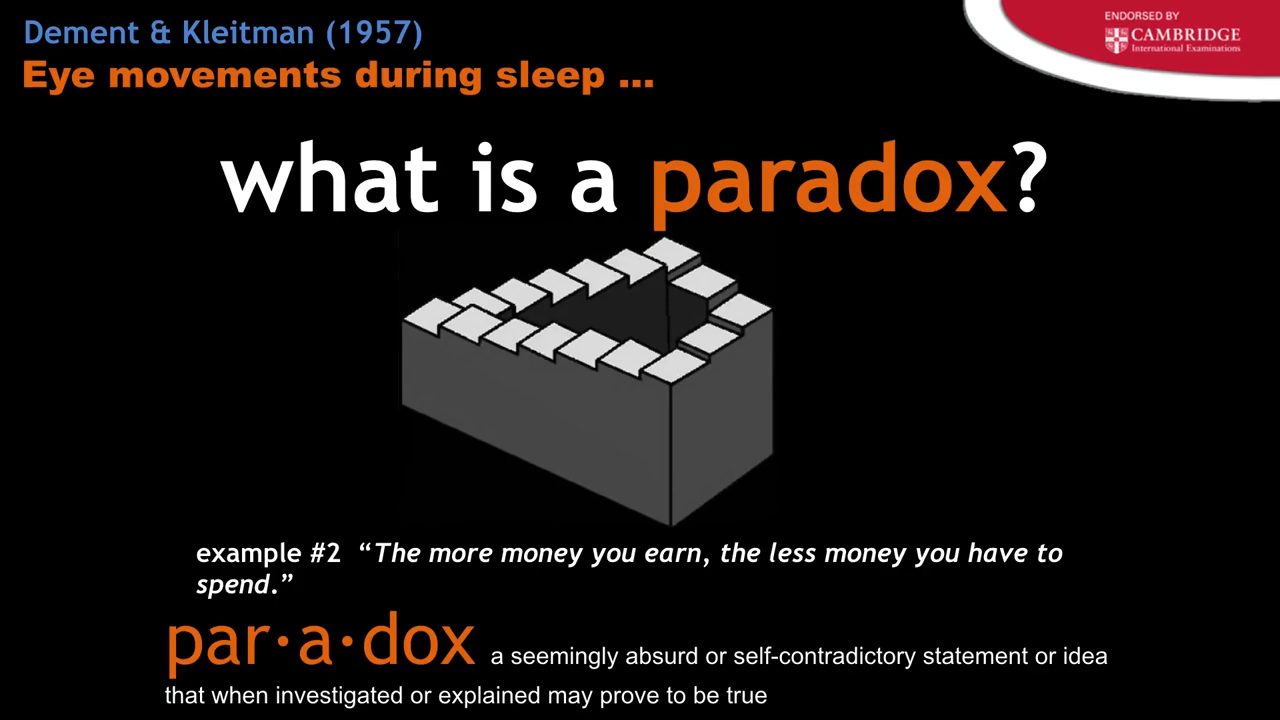 Dement & Kleitman (1957)
Eye movements during sleep ...
ENDORSED BY
CAMBRIDGE
International Examinations
what is a paradox?
example #2 “The more money you earn, the less money you have to
spend.”
par·a·dox a seemingly absurd or self-contradictory statement or idea
that when investigated or explained may prove to be true